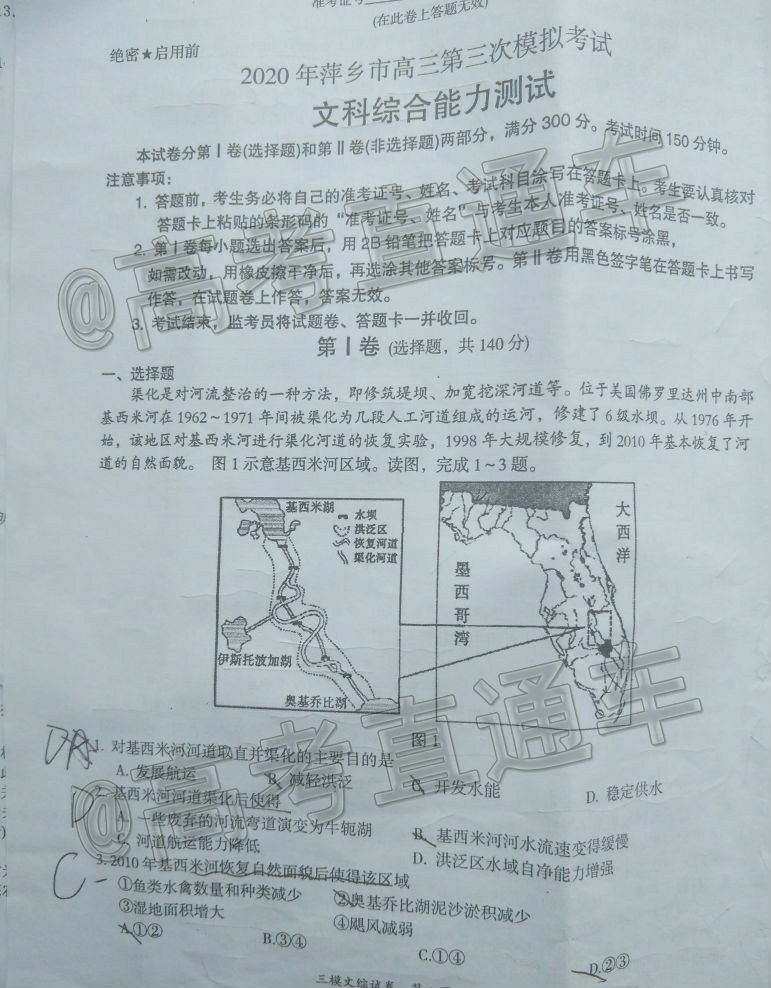 准考证号
(在此卷上答题无效)
绝密★启用前
2020年萍乡市高三第三次模拟考试
文科综合能力测试
本试卷分第Ⅰ卷(选择题)和第Ⅱ卷(非选择题)两部分，满分300分。考试时间150分钟。
注意事项：
1. 答题前，考生务必将自己的准考证号、姓名、考试科目涂写在答题卡上。考生要认真核对
答题卡上粘贴的条形码的“准考证号、姓名”与考生本人准考证号、姓名是否一致。
2. 第Ⅰ卷每小题选出答案后，用2B铅笔把答题卡上对应题目的答案标号涂黑，
如需改动，用橡皮擦干净后，再选涂其他答案标号。第Ⅱ卷用黑色签字笔在答题卡上书写
作答，在试题卷上作答，答案无效。
3. 考试结束，监考员将试题卷、答题卡一并收回。
第Ⅰ卷 (选择题，共140分)
一、选择题
渠化是对河流整治的一种方法，即修筑堤坝、加宽挖深河道等。位于美国佛罗里达州中南部
基西米河在1962~1971年间被渠化为几段人工河道组成的运河，修建了6级水坝。从1976年开
始，该地区对基西米河进行渠化河道的恢复实验，1998年大规模修复，到2010年基本恢复了河
道的自然面貌。 图1示意基西米河区域。读图，完成1~3题。
基西米湖
水坝
洪泛区
恢复河道
渠化河道
伊斯托波加湖
奥基乔比湖
大西洋
墨西哥湾
图1
1. 对基西米河河道取直并渠化的主要目的是
A. 发展航运 B. 减轻洪泛 C. 开发水能 D. 稳定供水
2. 基西米河河道渠化后使得
A. 一些废弃的河流弯道演变为牛轭湖 B. 基西米河河水流速变得缓慢
C. 河道航运能力降低 D. 洪泛区水域自净能力增强
3. 2010年基西米河恢复自然面貌后使得该区域
①鱼类水禽数量和种类减少 ②奥基乔比湖泥沙淤积减少
③湿地面积增大 ④飓风减弱
A.①② B.③④ C.①④ D.②③
D
C
三模文综试卷
@高考直通车
@高考直通车